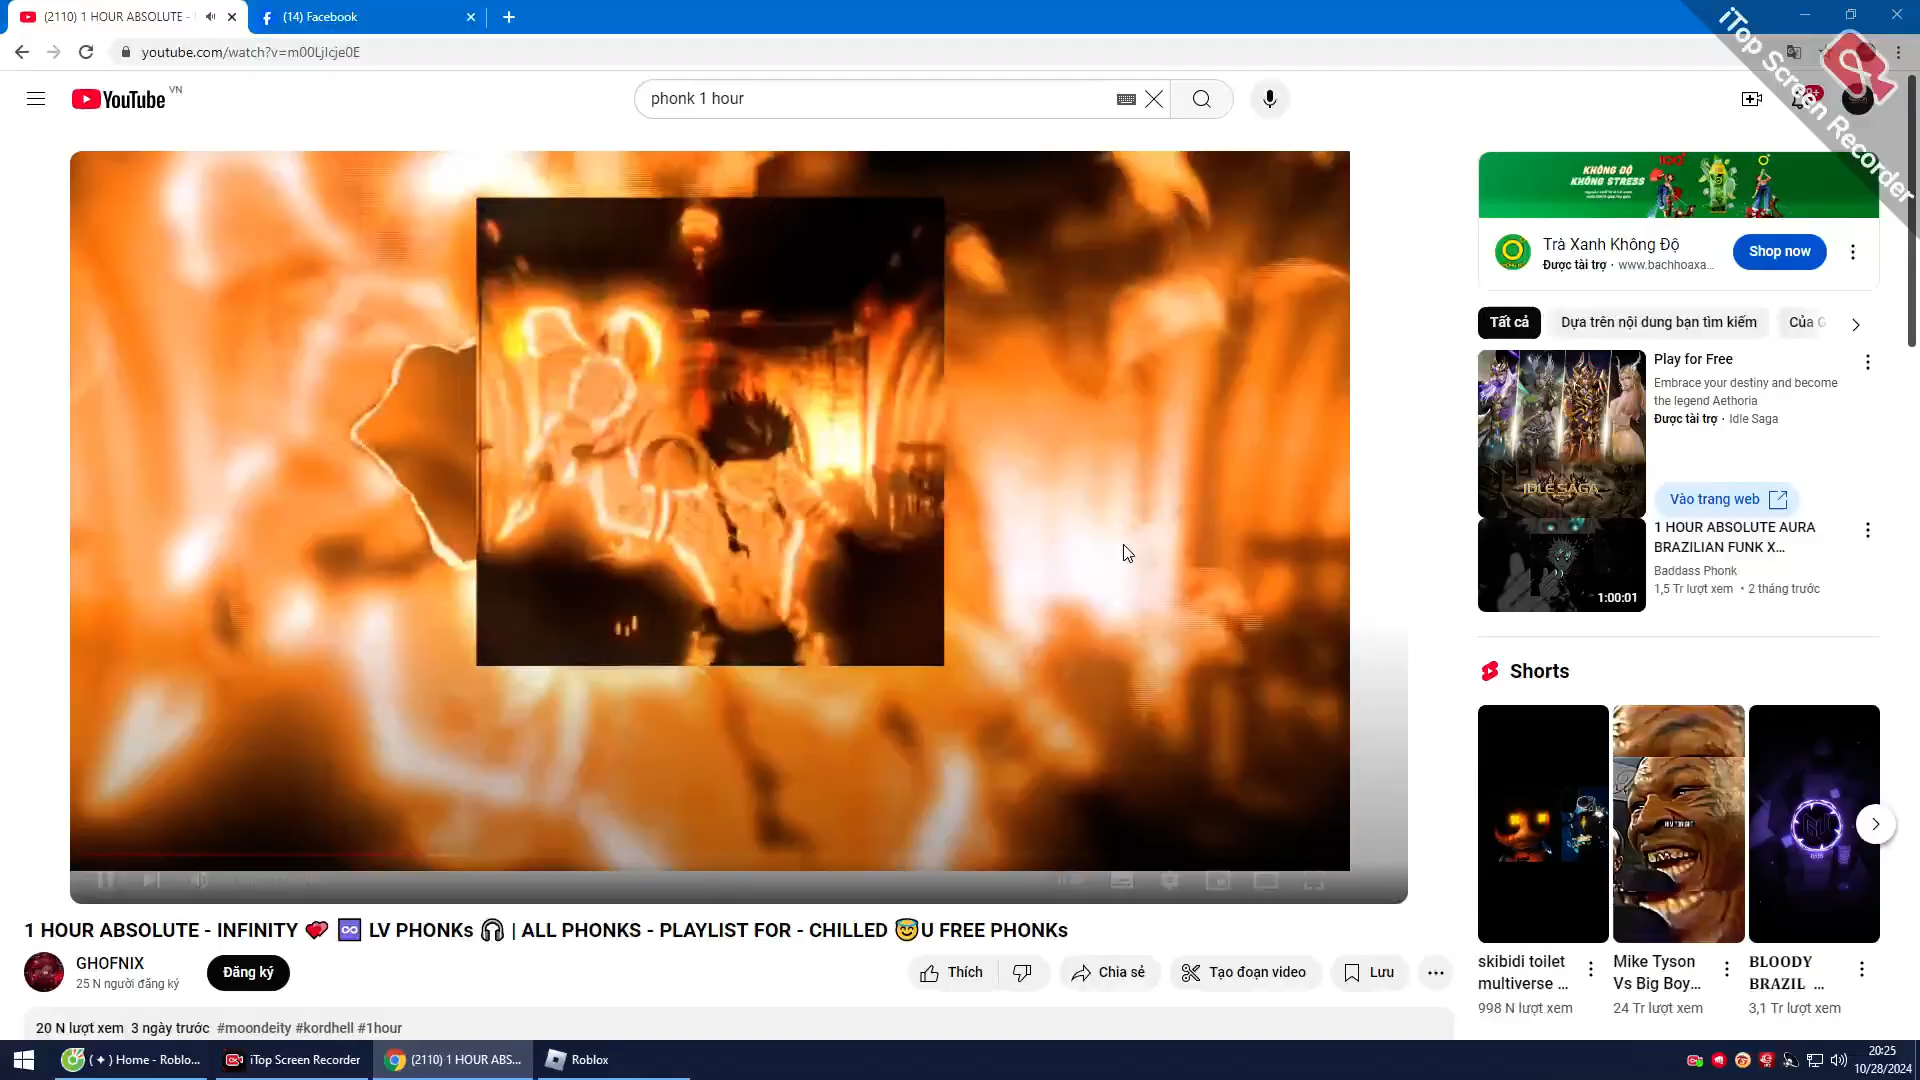 (2110) 1 HOUR ABSOLUTE -
(14) Facebook
youtube.com/watch?v=m00LjIcje0E
iTop Screen Recorder
YouTube VN
phonk 1 hour
KHÔNG ĐỘ
KHÔNG STRESS
Trà Xanh Không Độ
Được tài trợ · www.bachhoaxa...
Shop now
Tất cả
Dựa trên nội dung bạn tìm kiếm
Của G
Play for Free
Embrace your destiny and become
the legend Aethoria
Được tài trợ · Idle Saga
IDLE SAGA
Vào trang web
1 HOUR ABSOLUTE AURA
BRAZILIAN FUNK X...
Baddass Phonk
1,5 Tr lượt xem • 2 tháng trước
1:00:01
Shorts
1 HOUR ABSOLUTE - INFINITY 💕 ♾️ LV PHONKs 🎧 | ALL PHONKS - PLAYLIST FOR - CHILLED 😇U FREE PHONKs
GHOFNIX
25 N người đăng ký
Đăng ký
Thích
Chia sẻ
Tạo đoạn video
Lưu
20 N lượt xem 3 ngày trước #moondeity #kordhell #1hour
skibidi toilet
multiverse ...
998 N lượt xem
Mike Tyson
Vs Big Boy...
24 Tr lượt xem
BLOODY
BRAZIL ...
3,1 Tr lượt xem
( ✦ ) Home - Roblo...
iTop Screen Recorder
(2110) 1 HOUR ABS...
Roblox
20:25
10/28/2024